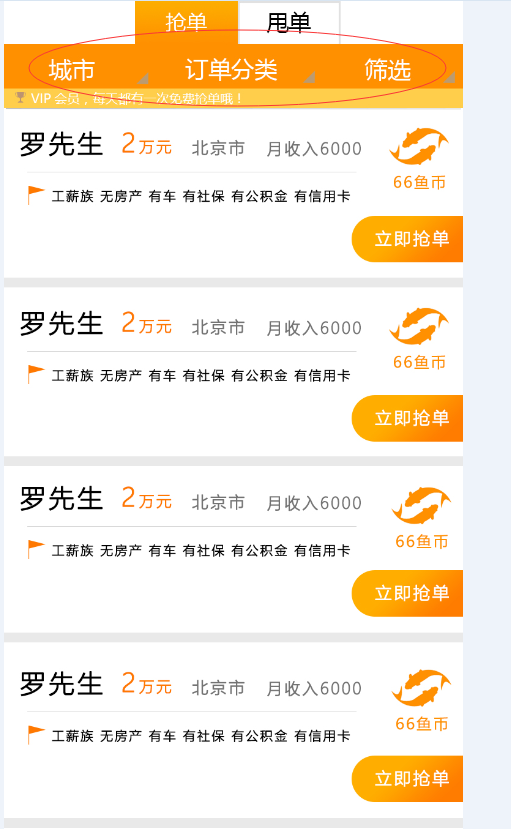 抢单 甩单
城市 订单分类 筛选
VIP 会员，每天都有一次免费抢单哦！
罗先生 2万元 北京市 月收入6000
66鱼币
工薪族 无房产 有车 有社保 有公积金 有信用卡
立即抢单
罗先生 2万元 北京市 月收入6000
66鱼币
工薪族 无房产 有车 有社保 有公积金 有信用卡
立即抢单
罗先生 2万元 北京市 月收入6000
66鱼币
工薪族 无房产 有车 有社保 有公积金 有信用卡
立即抢单
罗先生 2万元 北京市 月收入6000
66鱼币
工薪族 无房产 有车 有社保 有公积金 有信用卡
立即抢单